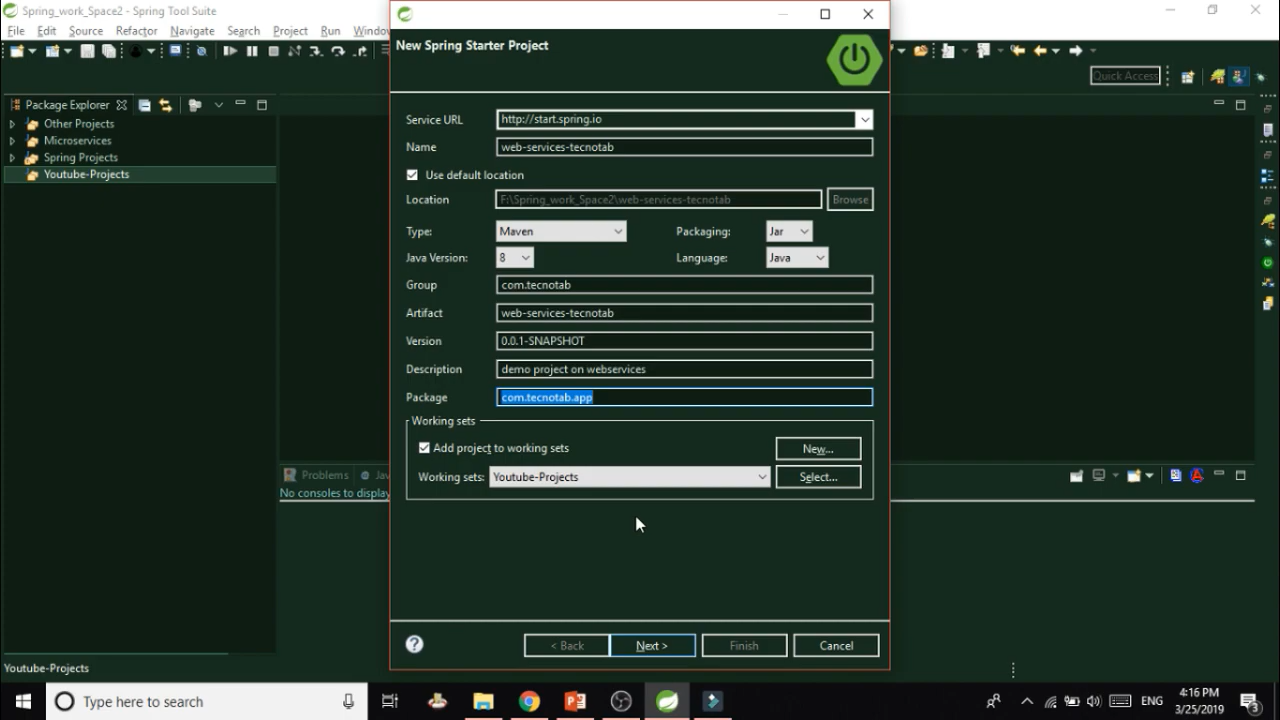 Spring_work_Space2 - Spring Tool Suite
File Edit Source Refactor Navigate Search Project Run Window
New Spring Starter Project
Quick Access
Package Explorer
Other Projects
Microservices
Spring Projects
Youtube-Projects
Service URL http://start.spring.io
Name web-services-tecnotab
Use default location
Location F:\Spring_work_Space2\web-services-tecnotab Browse
Type: Maven Packaging: Jar
Java Version: 8 Language: Java
Group com.tecnotab
Artifact web-services-tecnotab
Version 0.0.1-SNAPSHOT
Description demo project on webservices
Package com.tecnotab.app
Working sets
Add project to working sets New...
Working sets: Youtube-Projects Select...
Problems Jav
No consoles to display
? < Back Next > Finish Cancel
Youtube-Projects
Type here to search
ENG
4:16 PM
3/25/2019
3